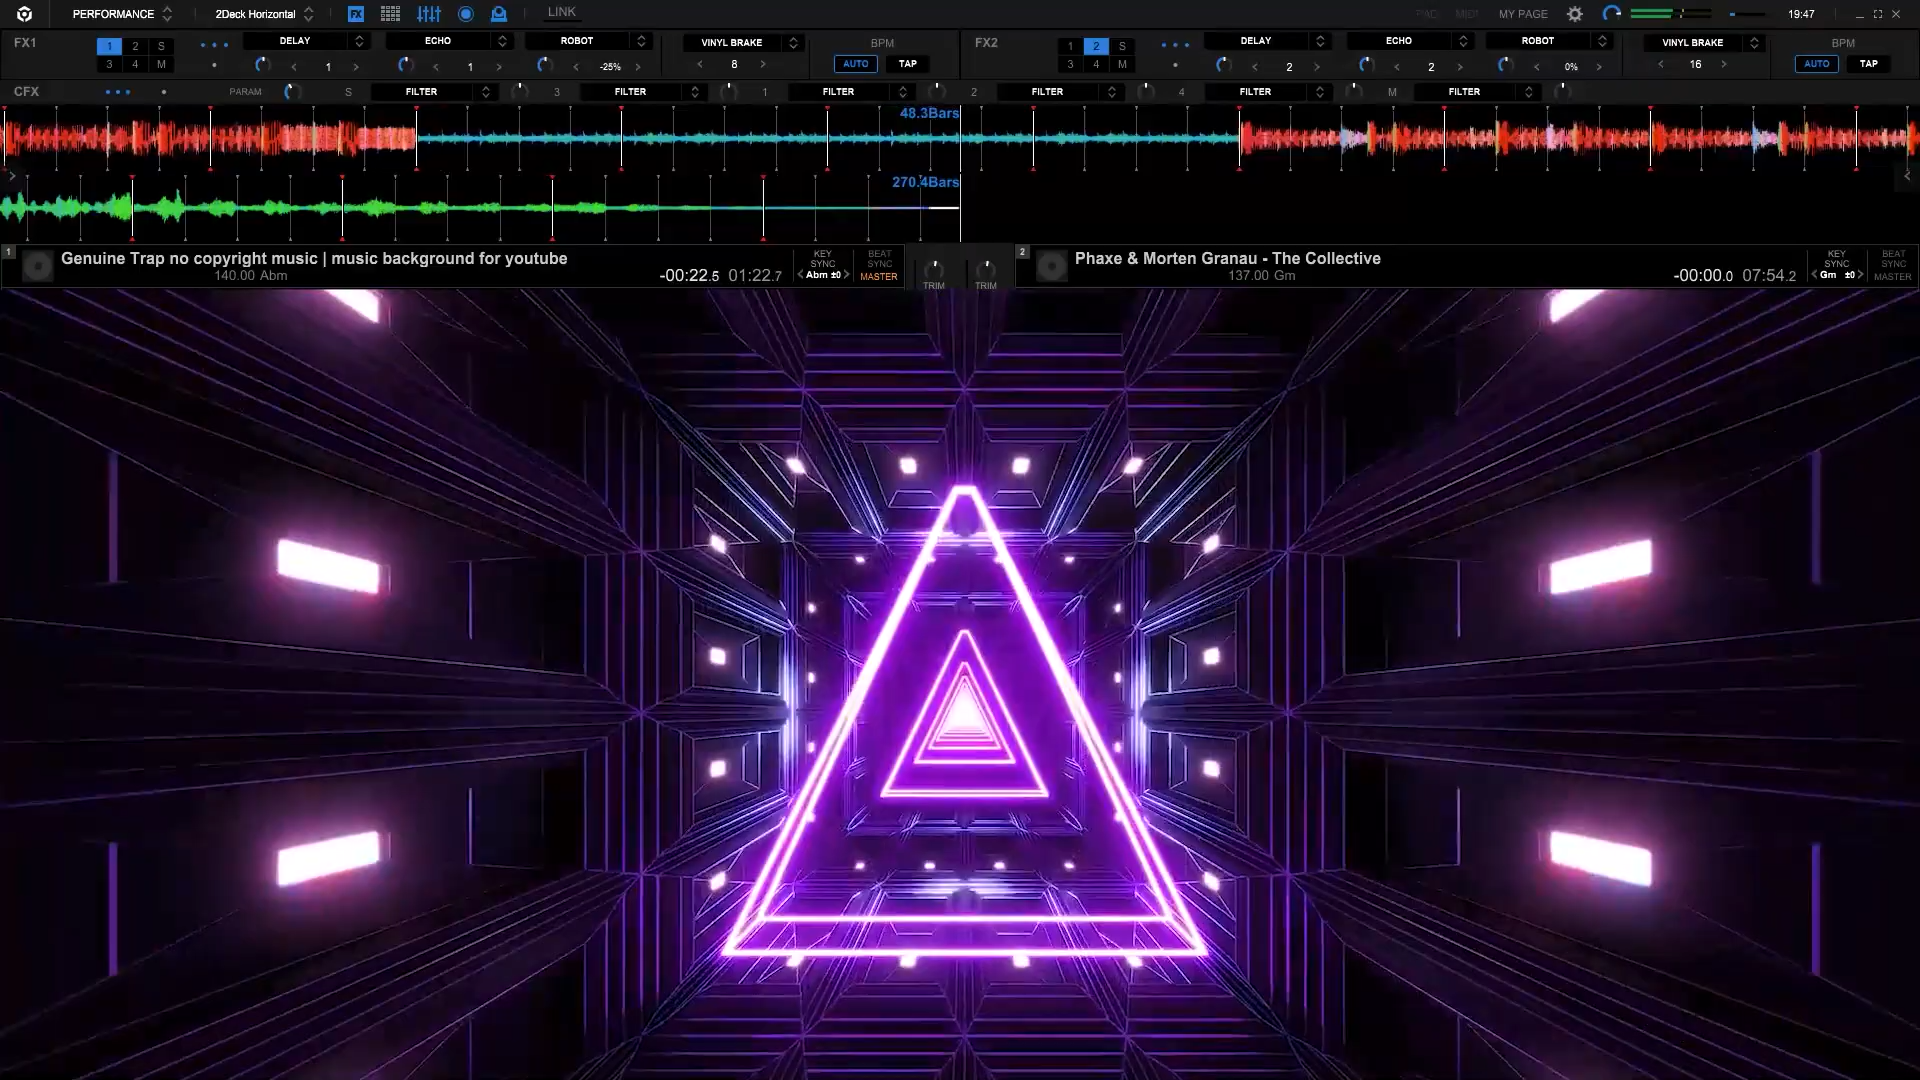 PERFORMANCE 2Deck Horizontal FX LINK PAD MIDI MY PAGE 19:47
FX1 1 2 S DELAY ECHO ROBOT VINYL BRAKE BPM FX2 1 2 S DELAY ECHO ROBOT VINYL BRAKE BPM
3 4 M 1 1 -25% 8 AUTO TAP 3 4 M 2 2 0% 16 AUTO TAP
CFX PARAM S FILTER 3 FILTER 1 FILTER 2 FILTER 4 FILTER M FILTER
48.3Bars
270.4Bars
1 Genuine Trap no copyright music | music background for youtube
140.00 Abm
-00:22.5 01:22.7
KEY SYNC
Abm ±0
BEAT SYNC
MASTER
TRIM TRIM
2 Phaxe & Morten Granau - The Collective
137.00 Gm
-00:00.0 07:54.2
KEY SYNC
Gm ±0
BEAT SYNC
MASTER